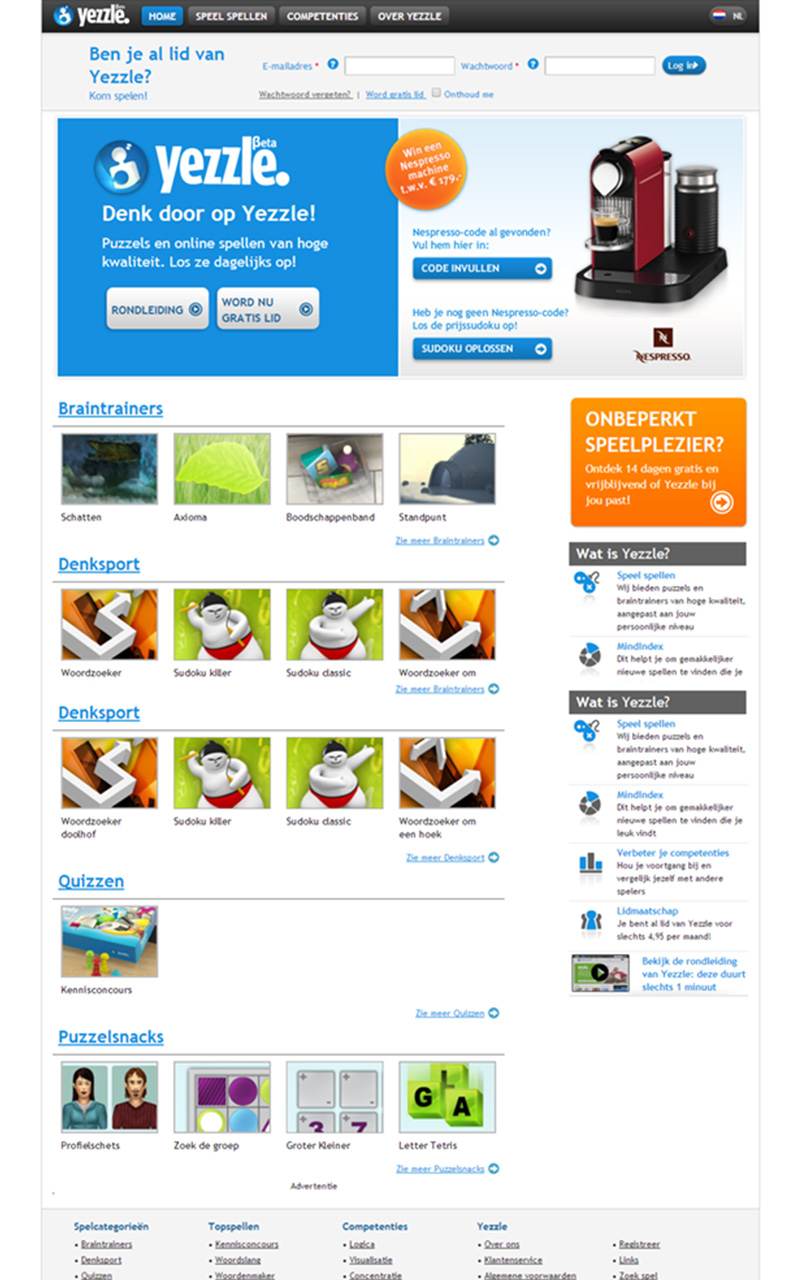 yezzle.
Beta
HOME
SPEEL SPELLEN
COMPETENTIES
OVER YEZZLE
NL
Ben je al lid van
Yezzle?
Kom spelen!
E-mailadres *
?
Wachtwoord *
?
Log in
Wachtwoord vergeten? | Word gratis lid
Onthoud me
Beta
yezzle.
Denk door op Yezzle!
Puzzels en online spellen van hoge
kwaliteit. Los ze dagelijks op!
RONDLEIDING
WORD NU
GRATIS LID
Win een
Nespresso
machine
t.w.v. € 179,-
Nespresso-code al gevonden?
Vul hem hier in:
CODE INVULLEN
Heb je nog geen Nespresso-code?
Los de prijssudoku op!
SUDOKU OPLOSSEN
NESPRESSO.
Braintrainers
Schatten
Axioma
Boodschappenband
Standpunt
Zie meer Braintrainers
Denksport
Woordzoeker
Sudoku killer
Sudoku classic
Woordzoeker om
Zie meer Braintrainers
Denksport
Woordzoeker
doolhof
Sudoku killer
Sudoku classic
Woordzoeker om
een hoek
Zie meer Denksport
Quizzen
Kennisconcours
Zie meer Quizzen
Puzzelsnacks
+
+
+
3
+
7
G
A
Profielschets
Zoek de groep
Groter Kleiner
Letter Tetris
Zie meer Puzzelsnacks
Advertentie
ONBEPERKT
SPEELPLEZIER?
Ontdek 14 dagen gratis en
vrijblijvend of Yezzle bij
jou past!
Wat is Yezzle?
Speel spellen
Wij bieden puzzels en
braintrainers van hoge kwaliteit,
aangepast aan jouw
persoonlijke niveau
MindIndex
Dit helpt je om gemakkelijker
nieuwe spellen te vinden die je
Wat is Yezzle?
Speel spellen
Wij bieden puzzels en
braintrainers van hoge kwaliteit,
aangepast aan jouw
persoonlijke niveau
MindIndex
Dit helpt je om gemakkelijker
nieuwe spellen te vinden die je
leuk vindt
Verbeter je competenties
Hou je voortgang bij en
vergelijk jezelf met andere
spelers
Lidmaatschap
Je bent al lid van Yezzle voor
slechts 4,95 per maand!
Bekijk de rondleiding
van Yezzle: deze duurt
slechts 1 minuut
Spelcategorieën
• Braintrainers
• Denksport
• Quizzen
Topspellen
• Kennisconcours
• Woordslang
• Woordenmaker
Competenties
• Logica
• Visualisatie
• Concentratie
Yezzle
• Over ons
• Klantenservice
• Algemene voorwaarden
• Registreer
• Links
• Zoek spel